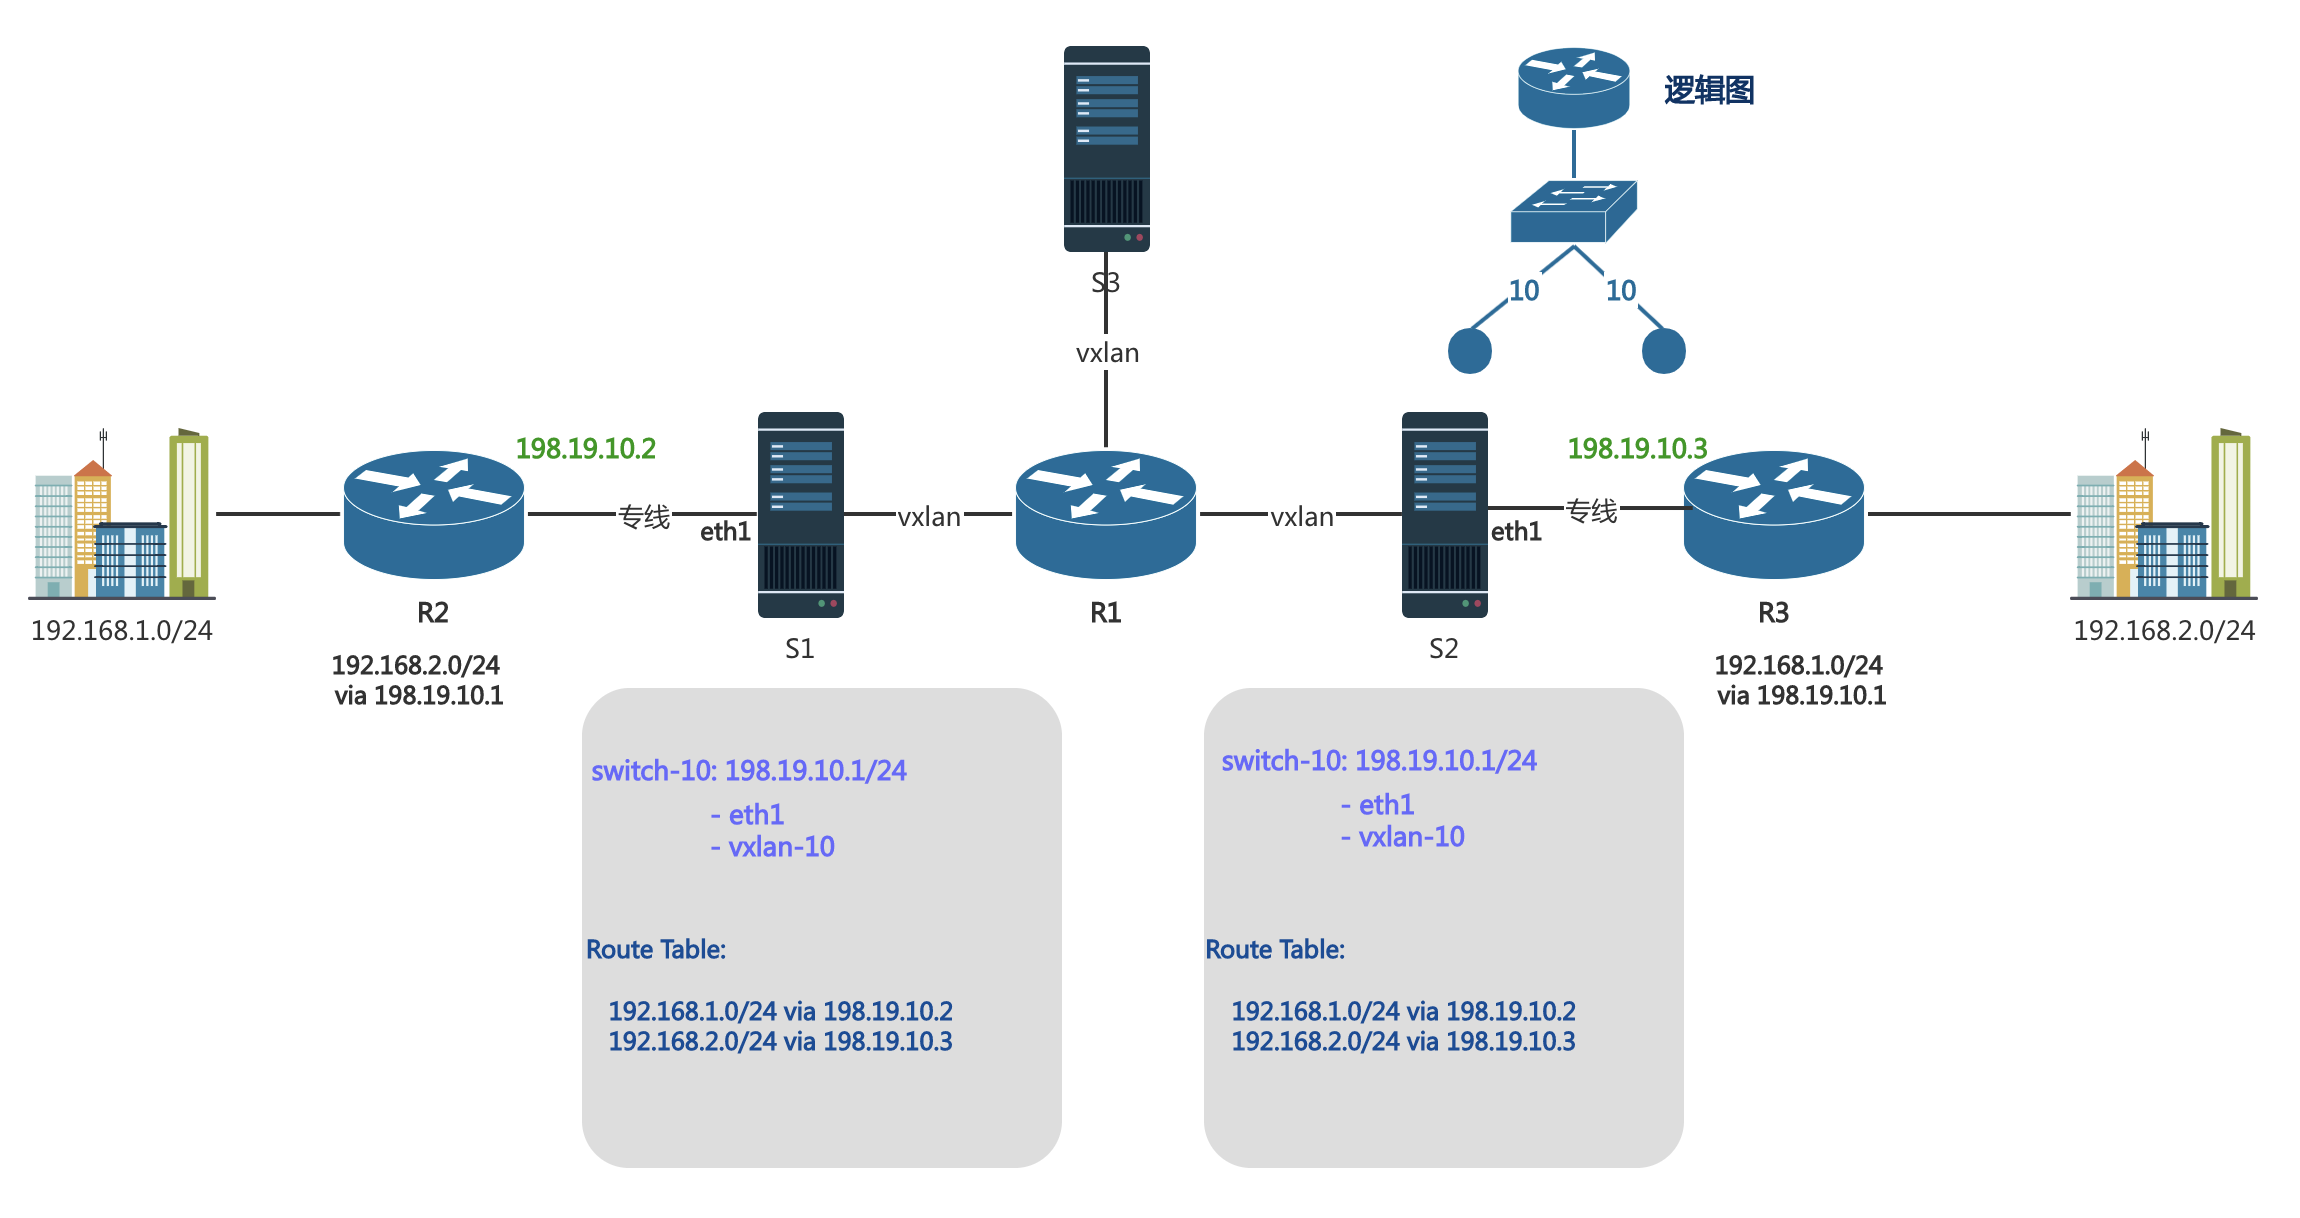 逻辑图
S3
10
10
vxlan
198.19.10.2
198.19.10.3
专线
eth1
vxlan
vxlan
专线
eth1
R2
R1
R3
192.168.1.0/24
S1
S2
192.168.2.0/24
192.168.2.0/24
via 198.19.10.1
192.168.1.0/24
via 198.19.10.1
switch-10: 198.19.10.1/24
- eth1
- vxlan-10
Route Table:
192.168.1.0/24 via 198.19.10.2
192.168.2.0/24 via 198.19.10.3
switch-10: 198.19.10.1/24
- eth1
- vxlan-10
Route Table:
192.168.1.0/24 via 198.19.10.2
192.168.2.0/24 via 198.19.10.3